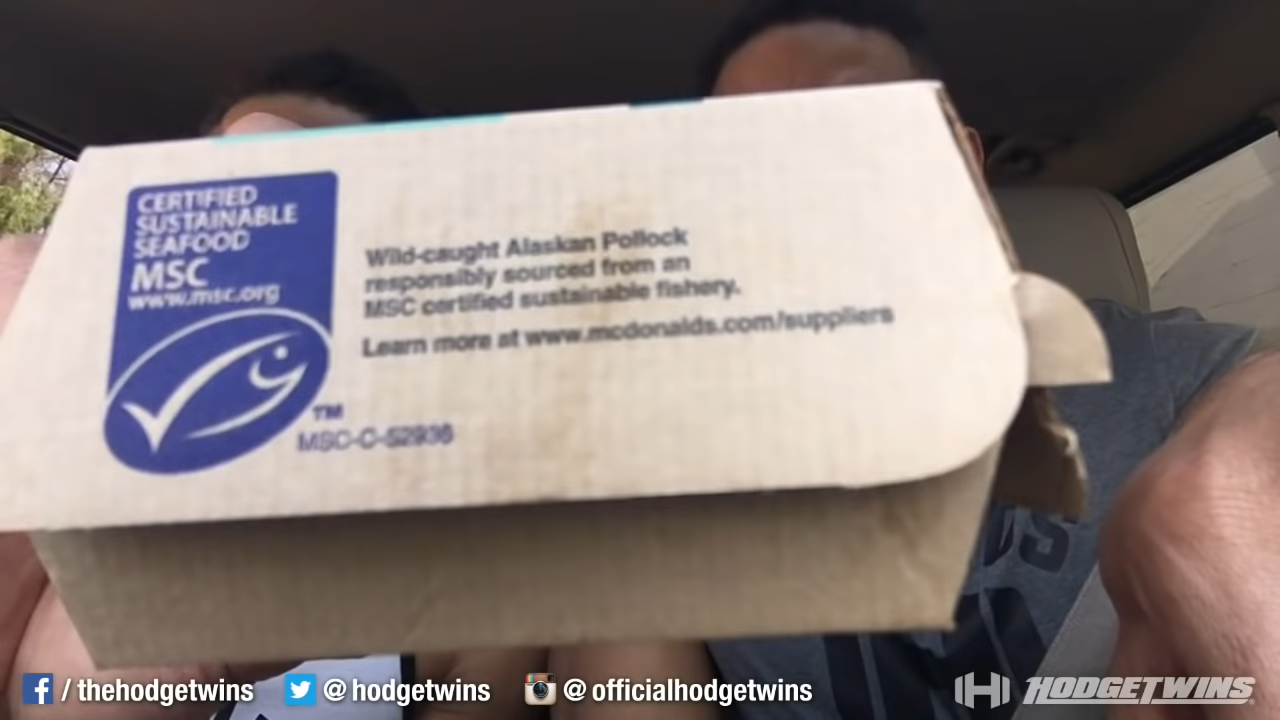 CERTIFIED
SUSTAINABLE
SEAFOOD
MSC
www.msc.org
TM
MSC-C-52936
Wild-caught Alaskan Pollock
responsibly sourced from an
MSC certified sustainable fishery.
Learn more at www.mcdonalds.com/suppliers
/thehodgetwins
@hodgetwins
@officialhodgetwins
HODGETWINS